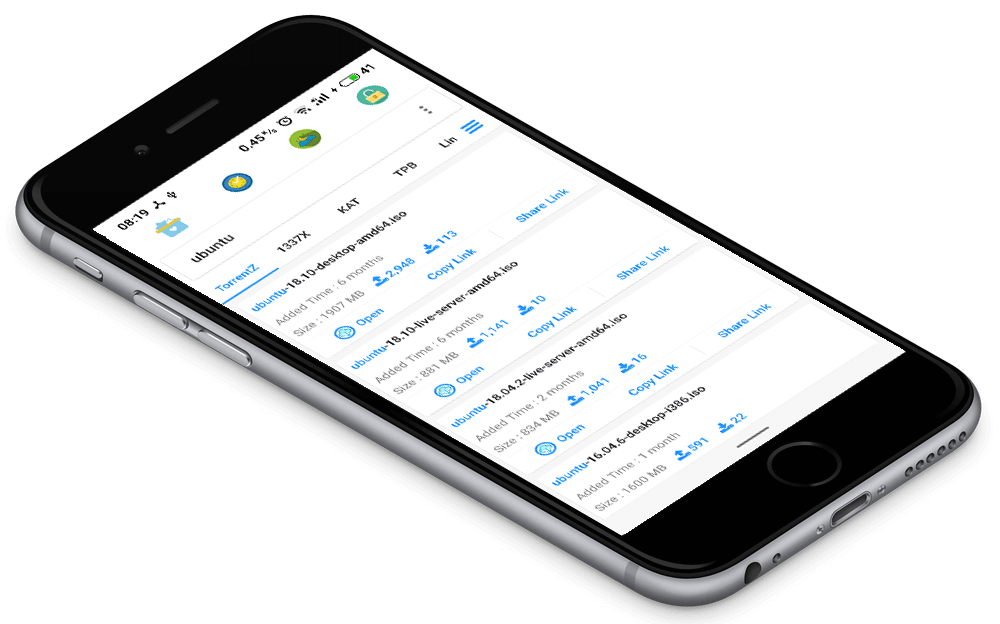 08:19 0.45K/s 41
ubuntu
TorrentZ 1337X KAT TPB Lin
ubuntu-18.10-desktop-amd64.iso
Added Time : 6 months
Size : 1907 MB 2,948 113
Open Copy Link Share Link
ubuntu-18.10-live-server-amd64.iso
Added Time : 6 months
Size : 881 MB 1,141 10
Open Copy Link Share Link
ubuntu-18.04.2-live-server-amd64.iso
Added Time : 2 months
Size : 834 MB 1,041 16
Open Copy Link Share Link
ubuntu-16.04.6-desktop-i386.iso
Added Time : 1 month
Size : 1600 MB 591 22